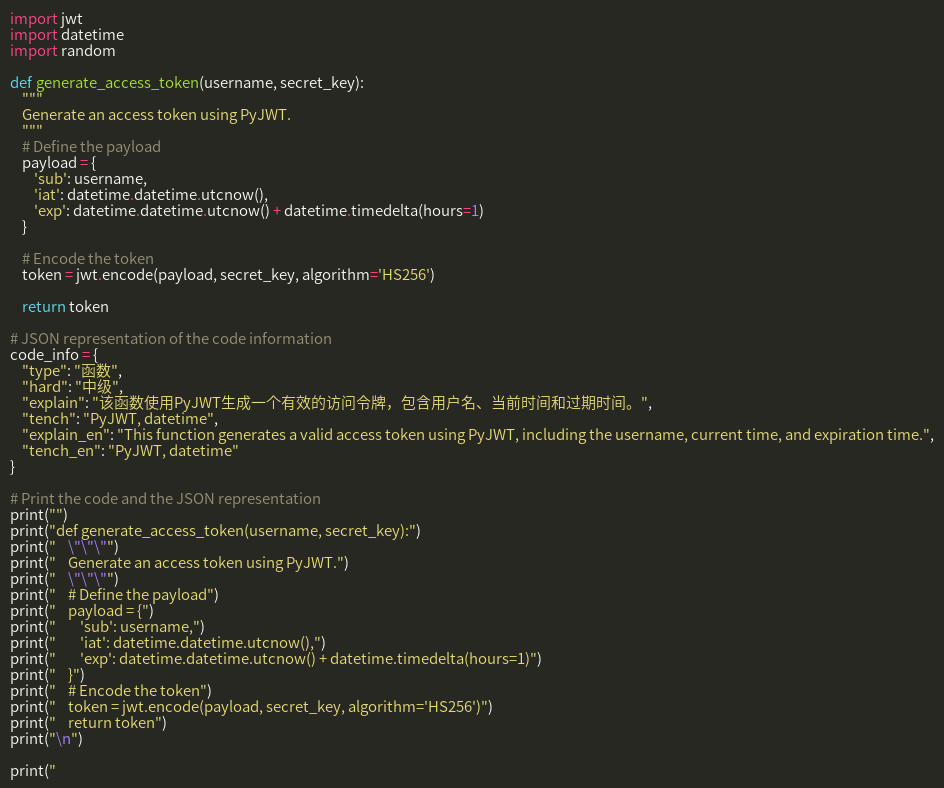 import jwt
import datetime
import random
def generate_access_token(username, secret_key):
"""
Generate an access token using PyJWT.
"""
# Define the payload
payload = {
'sub': username,
'iat': datetime.datetime.utcnow(),
'exp': datetime.datetime.utcnow() + datetime.timedelta(hours=1)
}
# Encode the token
token = jwt.encode(payload, secret_key, algorithm='HS256')
return token
# JSON representation of the code information
code_info = {
"type": "函数",
"hard": "中级",
"explain": "该函数使用PyJWT生成一个有效的访问令牌，包含用户名、当前时间和过期时间。",
"tench": "PyJWT, datetime",
"explain_en": "This function generates a valid access token using PyJWT, including the username, current time, and expiration time.",
"tench_en": "PyJWT, datetime"
}
# Print the code and the JSON representation
print("")
print("def generate_access_token(username, secret_key):")
print("    \"\"\"")
print("    Generate an access token using PyJWT.")
print("    \"\"\"")
print("    # Define the payload")
print("    payload = {")
print("        'sub': username,")
print("        'iat': datetime.datetime.utcnow(),")
print("        'exp': datetime.datetime.utcnow() + datetime.timedelta(hours=1)")
print("    }")
print("    # Encode the token")
print("    token = jwt.encode(payload, secret_key, algorithm='HS256')")
print("    return token")
print("\n")
print("